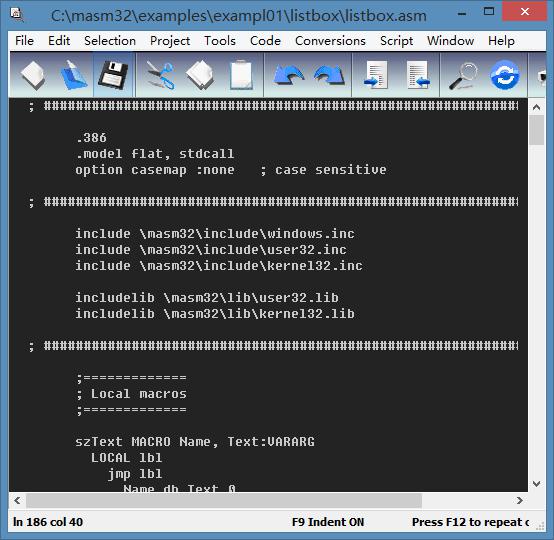 C:\masm32\examples\exampl01\listbox\listbox.asm
File Edit Selection Project Tools Code Conversions Script Window Help
; ##########################################################
.386
.model flat, stdcall
option casemap :none   ; case sensitive
; ##########################################################
include \masm32\include\windows.inc
include \masm32\include\user32.inc
include \masm32\include\kernel32.inc
includelib \masm32\lib\user32.lib
includelib \masm32\lib\kernel32.lib
; ##########################################################
;=============
; Local macros
;=============
szText MACRO Name, Text:VARARG
LOCAL lbl
jmp lbl
Name db Text,0
ln 186 col 40 F9 Indent ON Press F12 to repeat